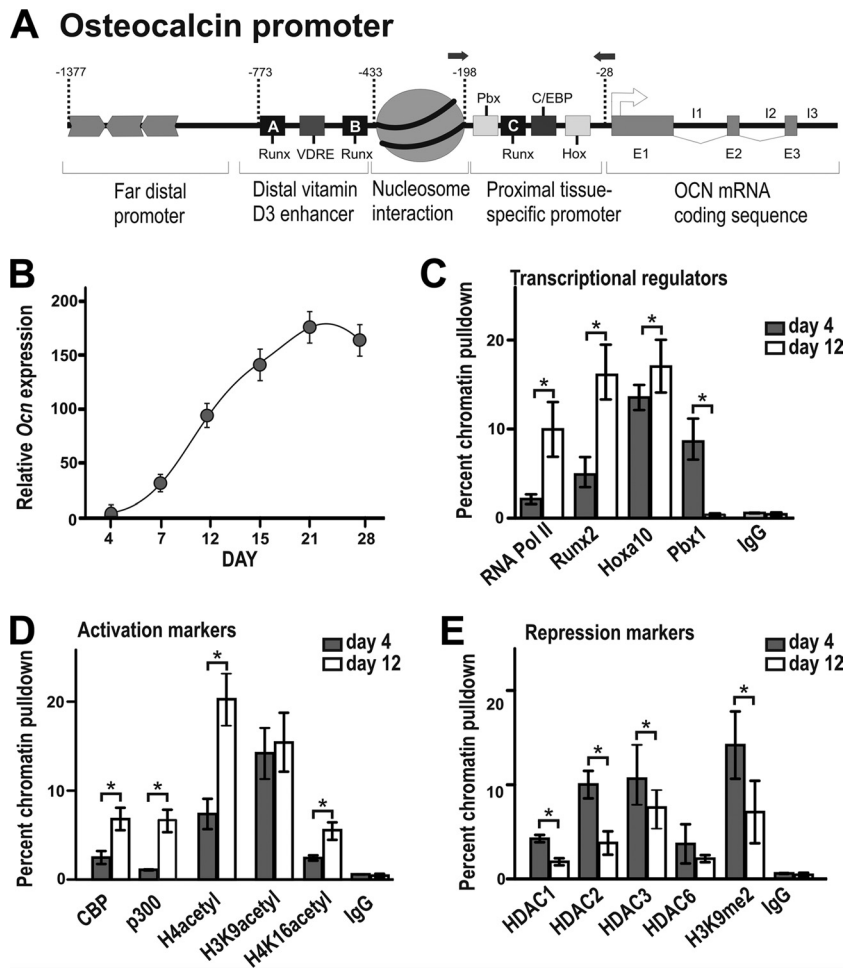 A Osteocalcin promoter
-1377 -773 -433 -198 -28
Pbx C/EBP
A B C I1 I2 I3
Runx VDRE Runx Runx Hox E1 E2 E3
Far distal promoter
Distal vitamin D3 enhancer
Nucleosome interaction
Proximal tissue-specific promoter
OCN mRNA coding sequence
B
Relative Ocn expression
200
150
100
50
0
4 7 12 15 21 28
DAY
C Transcriptional regulators
day 4
day 12
Percent chromatin pulldown
20
10
0
* * * *
RNA Pol II Runx2 Hoxa10 Pbx1 IgG
D Activation markers
day 4
day 12
Percent chromatin pulldown
20
10
0
* * * *
CBP p300 H4acetyl H3K9acetyl H4K16acetyl IgG
E Repression markers
day 4
day 12
Percent chromatin pulldown
20
10
0
* * * *
HDAC1 HDAC2 HDAC3 HDAC6 H3K9me2 IgG